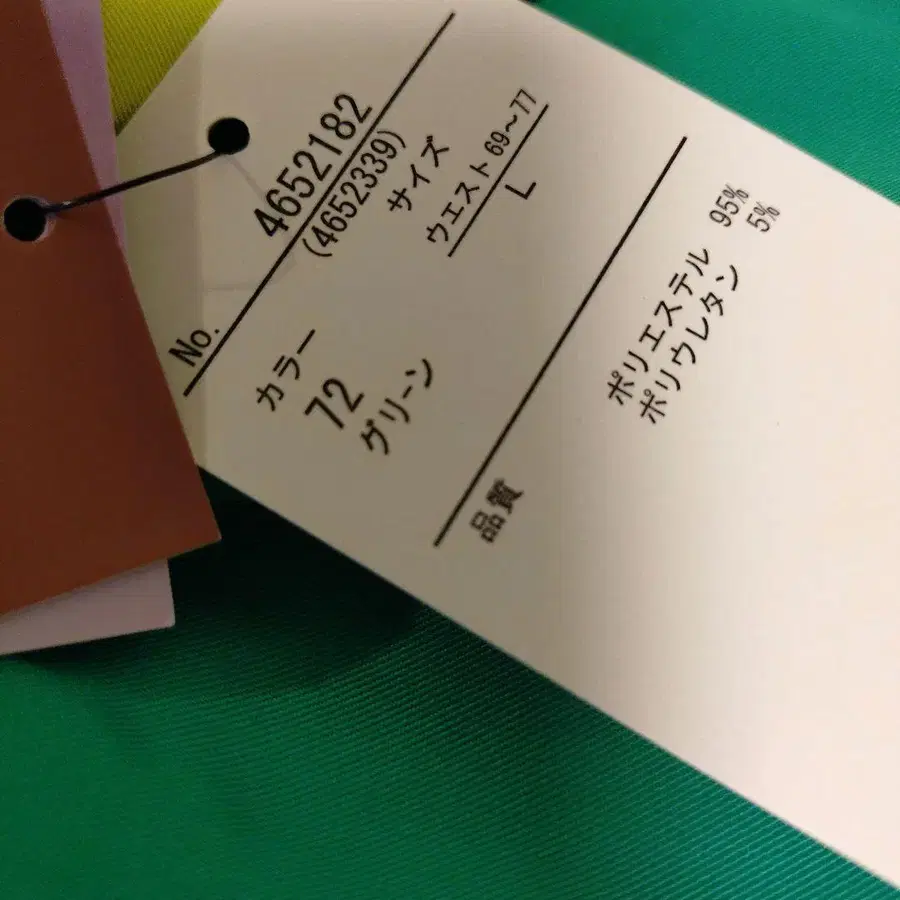 No. 4652182
(4652339)
カラー
72
グリーン
サイズ
ウエスト 69～77
L
品質
ポリエステル 95%
ポリウレタン 5%